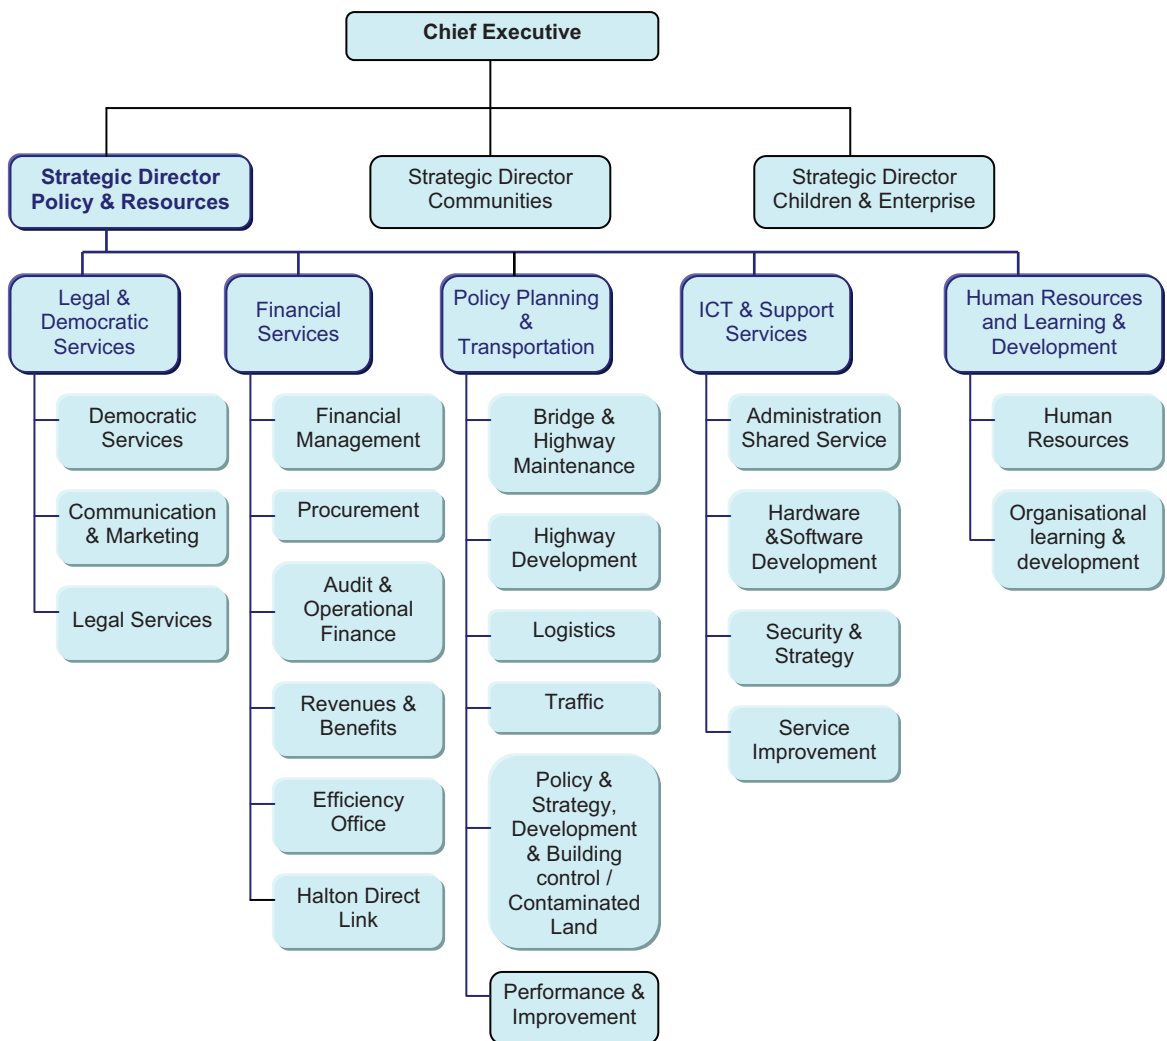 Chief Executive
Strategic Director
Policy & Resources
Strategic Director
Communities
Strategic Director
Children & Enterprise
Legal &
Democratic
Services
Financial
Services
Policy Planning
&
Transportation
ICT & Support
Services
Human Resources
and Learning &
Development
Democratic
Services
Communication
& Marketing
Legal Services
Financial
Management
Procurement
Audit &
Operational
Finance
Revenues &
Benefits
Efficiency
Office
Halton Direct
Link
Bridge &
Highway
Maintenance
Highway
Development
Logistics
Traffic
Policy &
Strategy,
Development
& Building
control /
Contaminated
Land
Performance &
Improvement
Administration
Shared Service
Hardware
&Software
Development
Security &
Strategy
Service
Improvement
Human
Resources
Organisational
learning &
development